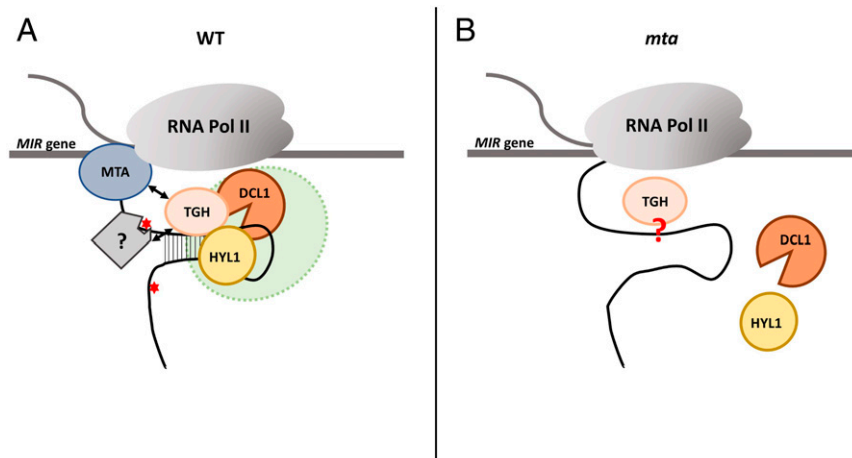 A
WT
RNA Pol II
MIR gene
MTA
TGH
DCL1
?
HYL1
B
mta
RNA Pol II
MIR gene
TGH
?
DCL1
HYL1